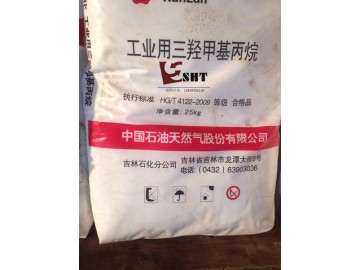 KunLun
工业用三羟甲基丙烷
ESHT
执行标准 HG/T 4122-2009 等级 合格品
净含量: 25kg
中国石油天然气股份有限公司
吉林石化分公司 吉林省吉林市龙潭大街9号
电话: (0432) 63903036